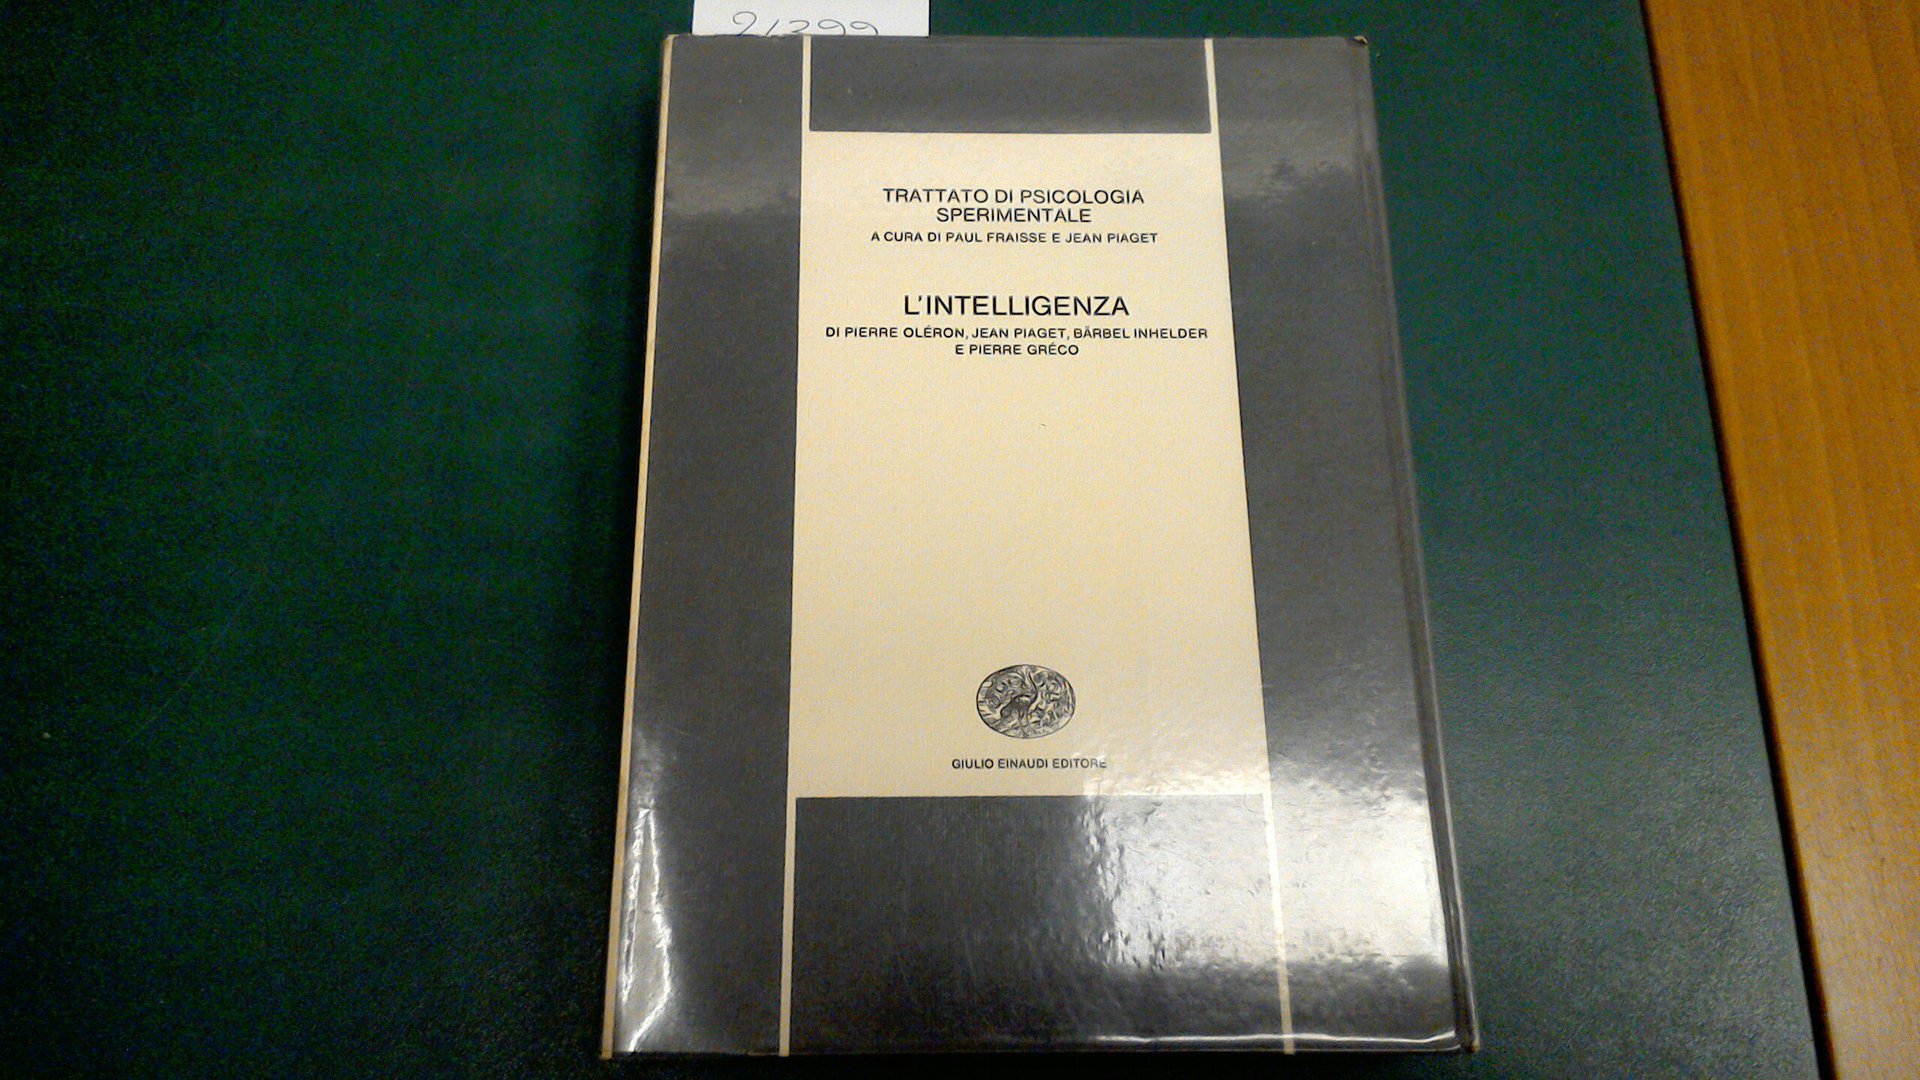 21399
TRATTATO DI PSICOLOGIA
SPERIMENTALE
A CURA DI PAUL FRAISSE E JEAN PIAGET
L'INTELLIGENZA
DI PIERRE OLÉRON, JEAN PIAGET, BÄRBEL INHELDER
E PIERRE GRÉCO
GIULIO EINAUDI EDITORE